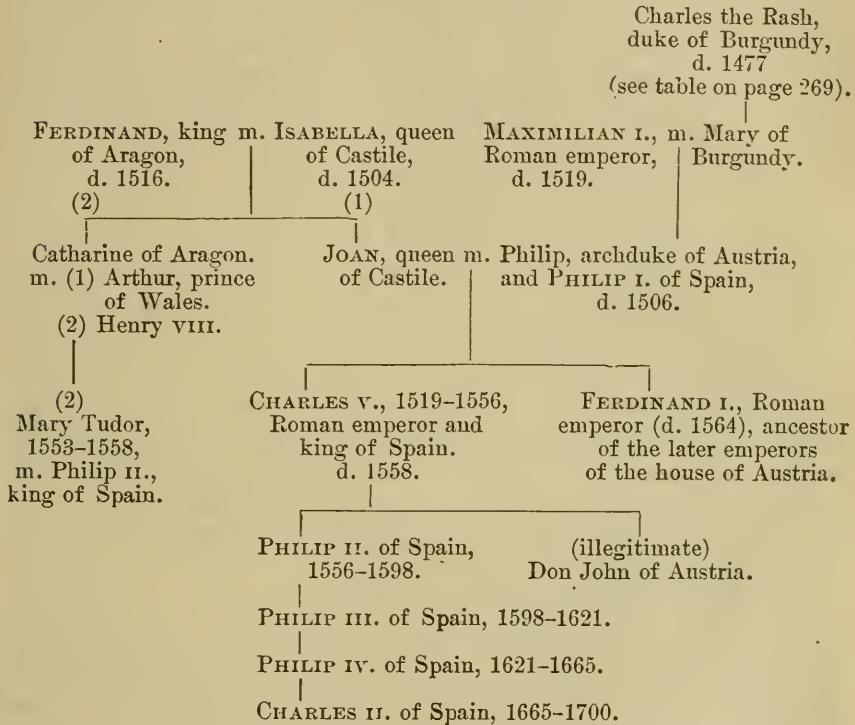 Charles the Rash,
duke of Burgundy,
d. 1477
(see table on page 269).
FERDINAND, king m. ISABELLA, queen
of Aragon,
d. 1516.
(2)
of Castile,
d. 1504.
(1)
MAXIMILIAN I., m. Mary of
Roman emperor,
d. 1519.
Burgundy.
Catharine of Aragon.
m. (1) Arthur, prince
of Wales.
(2) Henry VIII.
JOAN, queen m. Philip, archduke of Austria,
of Castile.
and PHILIP I. of Spain,
d. 1506.
(2)
Mary Tudor,
1553–1558,
m. Philip II.,
king of Spain.
CHARLES V., 1519–1556,
Roman emperor and
king of Spain.
d. 1558.
FERDINAND I., Roman
emperor (d. 1564), ancestor
of the later emperors
of the house of Austria.
PHILIP II. of Spain,
1556–1598.
(illegitimate)
Don John of Austria.
PHILIP III. of Spain, 1598–1621.
PHILIP IV. of Spain, 1621–1665.
CHARLES II. of Spain, 1665–1700.